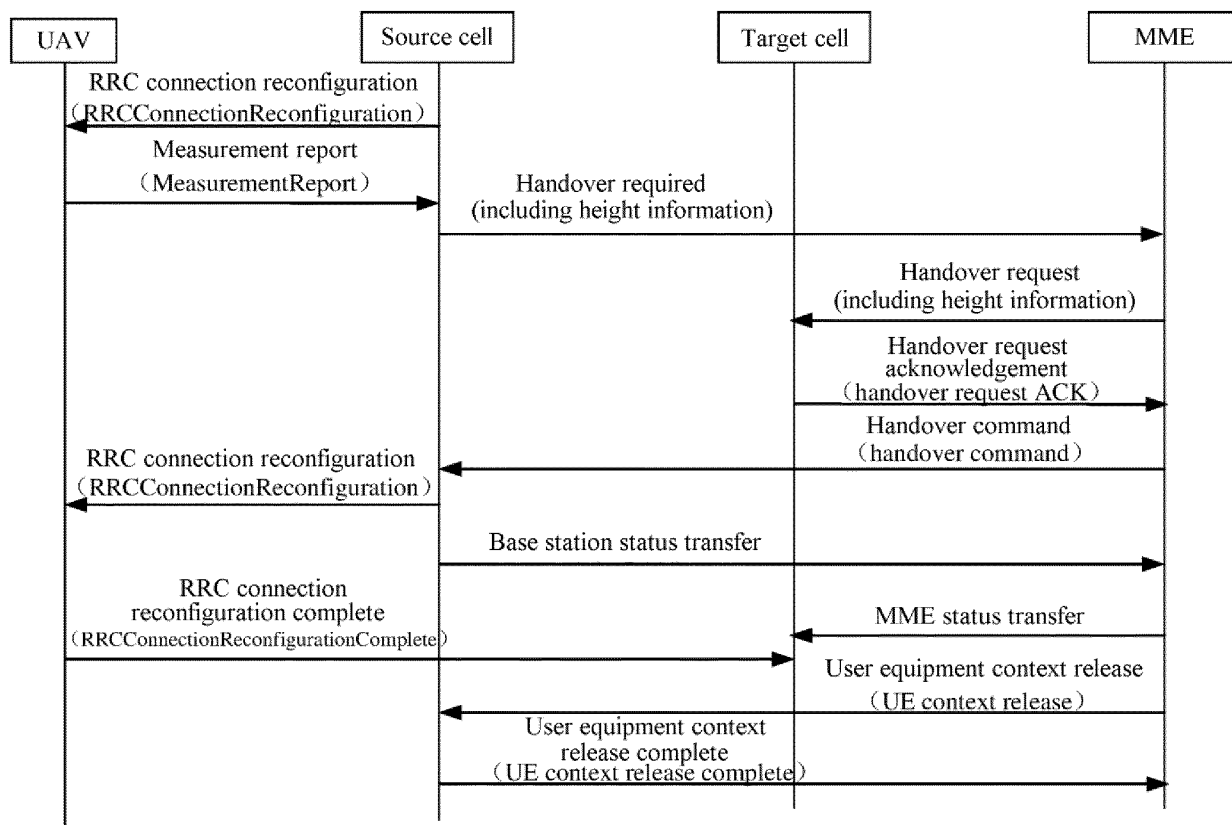 UAV
Source cell
Target cell
MME
RRC connection reconfiguration
（RRCConnectionReconfiguration）
Measurement report
（MeasurementReport）
Handover required
(including height information)
Handover request
(including height information)
Handover request
acknowledgement
（handover request ACK）
Handover command
（handover command）
RRC connection reconfiguration
（RRCConnectionReconfiguration）
Base station status transfer
RRC connection
reconfiguration complete
（RRCConnectionReconfigurationComplete）
MME status transfer
User equipment context release
（UE context release）
User equipment context
release complete
（UE context release complete）